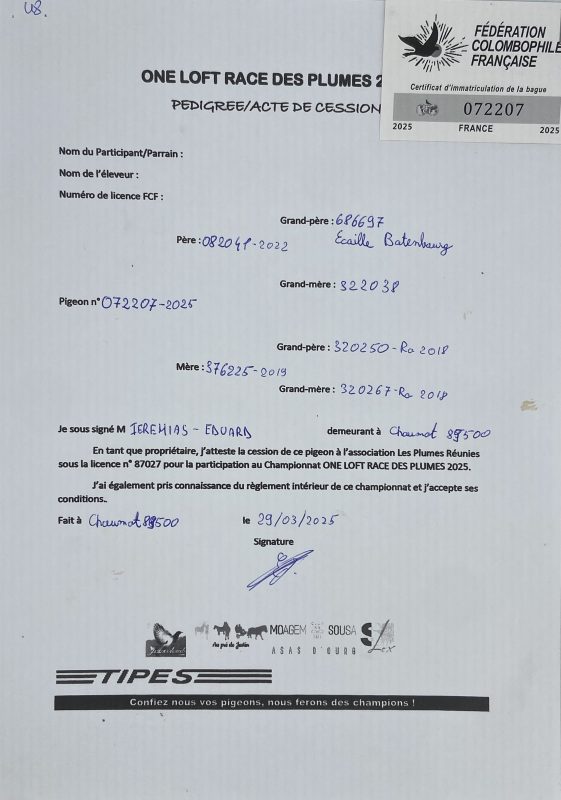 U8.
FÉDÉRATION
COLOMBOPHILE
FRANÇAISE
Certificat d'immatriculation de la bague
072207
2025 FRANCE 2025
ONE LOFT RACE DES PLUMES 2
PEDIGREE/ACTE DE CESSION
Nom du Participant/Parrain :
Nom de l'éleveur :
Numéro de licence FCF :
Grand-père : 686697
Ecaille Batenburg
Père : 082041-2022
Grand-mère : 322038
Pigeon n° 072207-2025
Grand-père : 320250-Ro 2018
Mère : 376225-2019
Grand-mère : 320267-Ro 2018
Je sous signé M IEREMIAS - EDUARD demeurant à Chaumot 89500
En tant que propriétaire, j'atteste la cession de ce pigeon à l'association Les Plumes Réunies
sous la licence n° 87027 pour la participation au Championnat ONE LOFT RACE DES PLUMES 2025.
J'ai également pris connaissance du règlement intérieur de ce championnat et j'accepte ses
conditions.
Fait à Chaumot 89500 le 29/03/2025
Signature
MOAGEM SOUSA
ASAS D'OURO
TIPES
Confiez nous vos pigeons, nous ferons des champions !